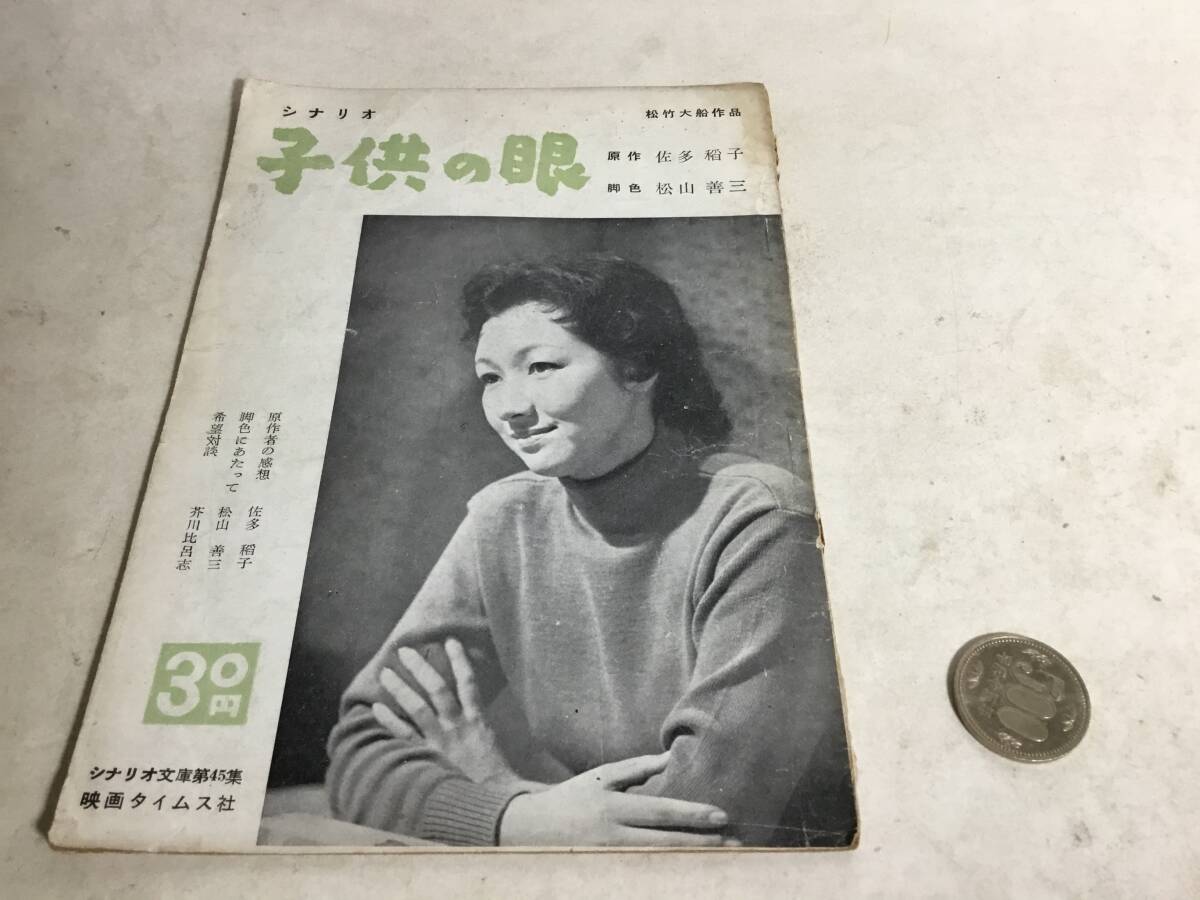 シナリオ
松竹大船作品
子供の眼
原作 佐多稲子
脚色 松山善三
原作者の感想 佐多稲子
脚色にあたって 松山善三
希望対談 芥川比呂志
30円
シナリオ文庫第45集
映画タイムス社